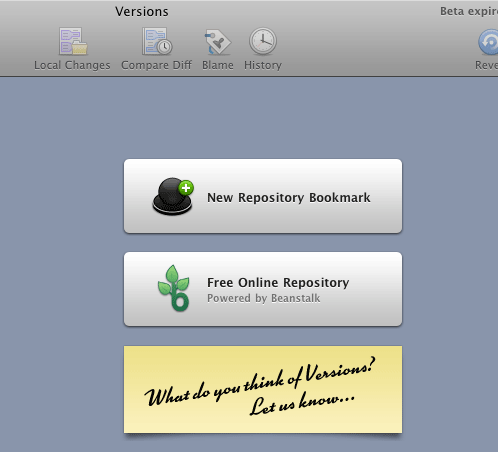 Versions
Beta expire
Local Changes
Compare Diff
Blame
History
Reve
New Repository Bookmark
Free Online Repository
Powered by Beanstalk
What do you think of Versions?
Let us know...